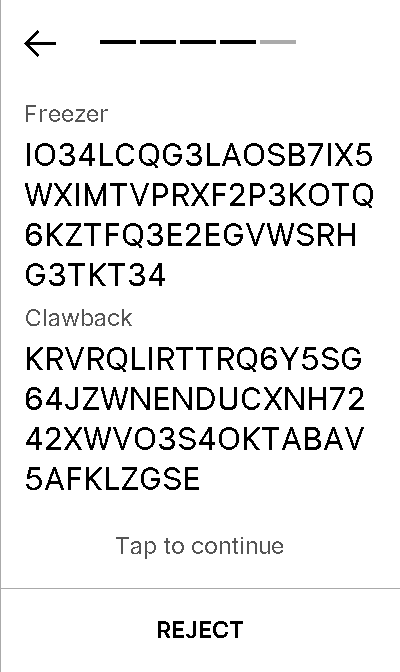 Freezer
IO34LCQG3LAOSB7IX5
WXIMTVPRXF2P3KOTQ
6KZTFQ3E2EGVWSRH
G3TKT34
Clawback
KRVRQLIRTTRQ6Y5SG
64JZWNENDUCXNH72
42XWVO3S4OKTABAV
5AFKLZGSE
Tap to continue
REJECT